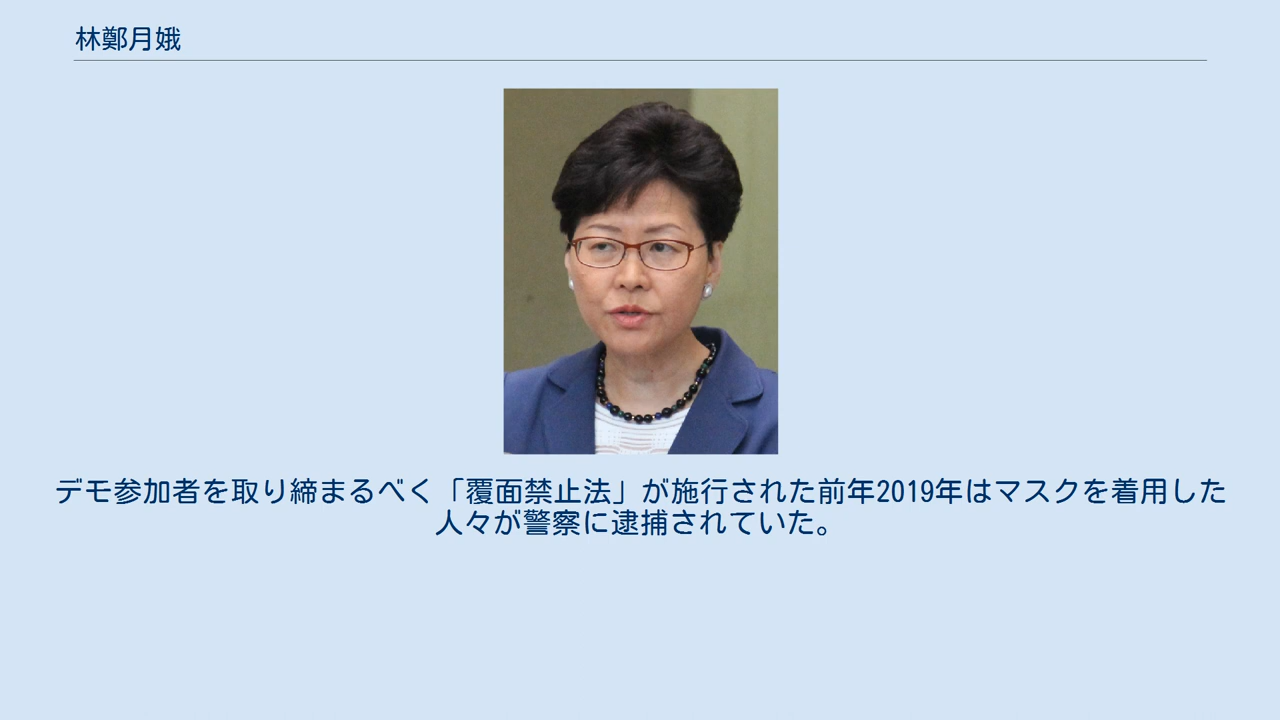 林鄭月娥
デモ参加者を取り締まるべく「覆面禁止法」が施行された前年2019年はマスクを着用した
人々が警察に逮捕されていた。